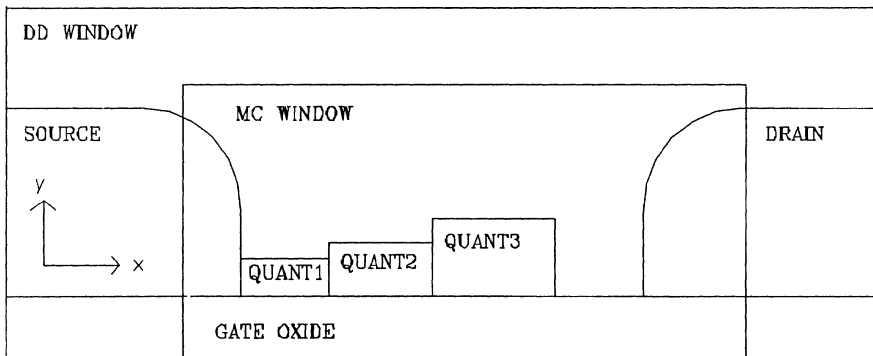 DD WINDOW
MC WINDOW
SOURCE
DRAIN
y
x
QUANT1
QUANT2
QUANT3
GATE OXIDE